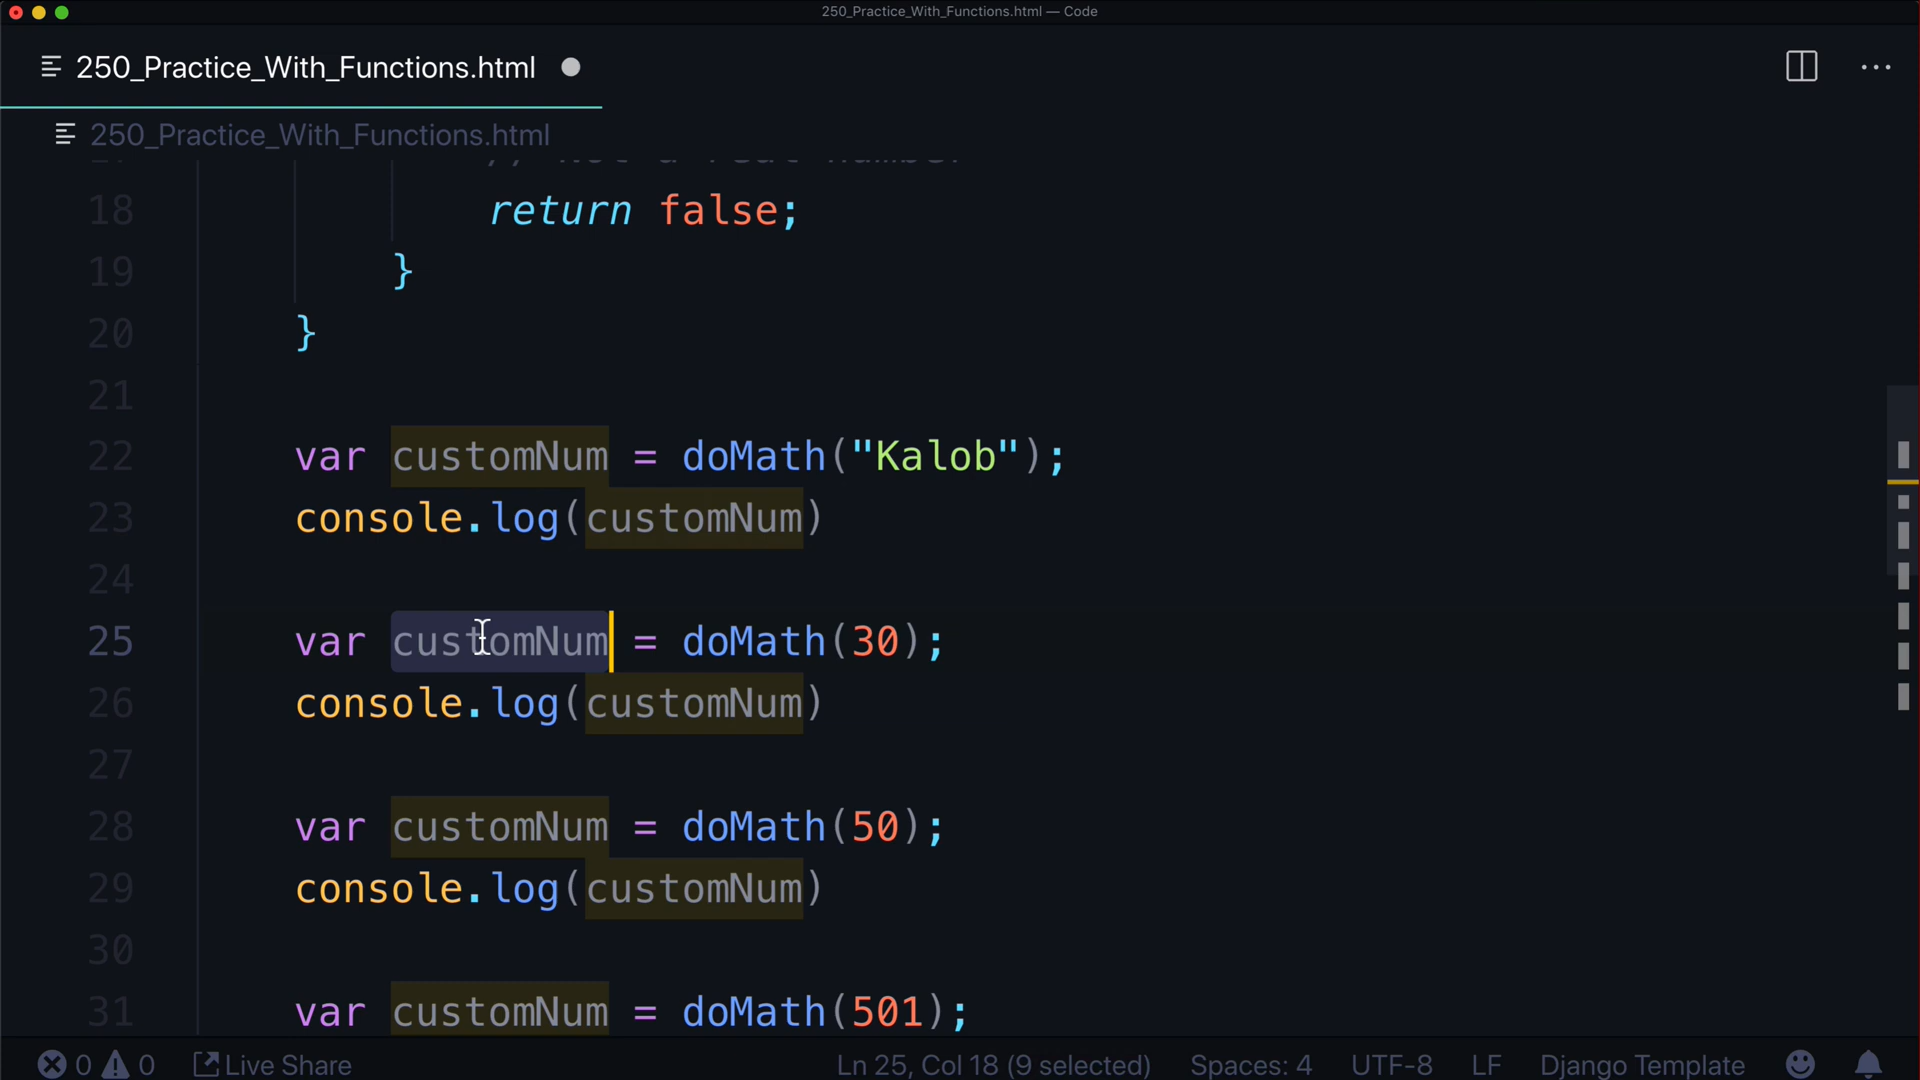 250_Practice_With_Functions.html — Code
250_Practice_With_Functions.html
250_Practice_With_Functions.html
18 return false;
19 }
20 }
21
22 var customNum = doMath("Kalob");
23 console.log(customNum)
24
25 var customNum = doMath(30);
26 console.log(customNum)
27
28 var customNum = doMath(50);
29 console.log(customNum)
30
31 var customNum = doMath(501);
0 0 Live Share Ln 25, Col 18 (9 selected) Spaces: 4 UTF-8 LF Django Template